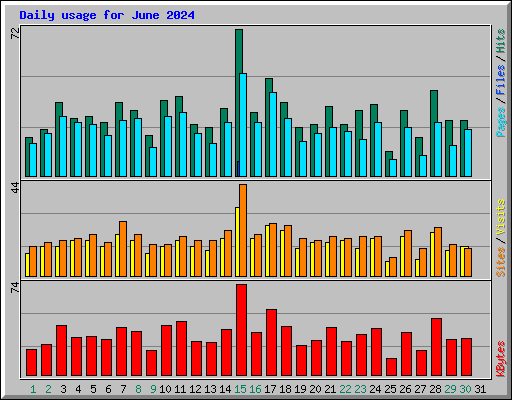 Daily usage for June 2024
72
Pages / Files / Hits
44
Sites / Visits
74
KBytes
1 2 3 4 5 6 7 8 9 10 11 12 13 14 15 16 17 18 19 20 21 22 23 24 25 26 27 28 29 30 31